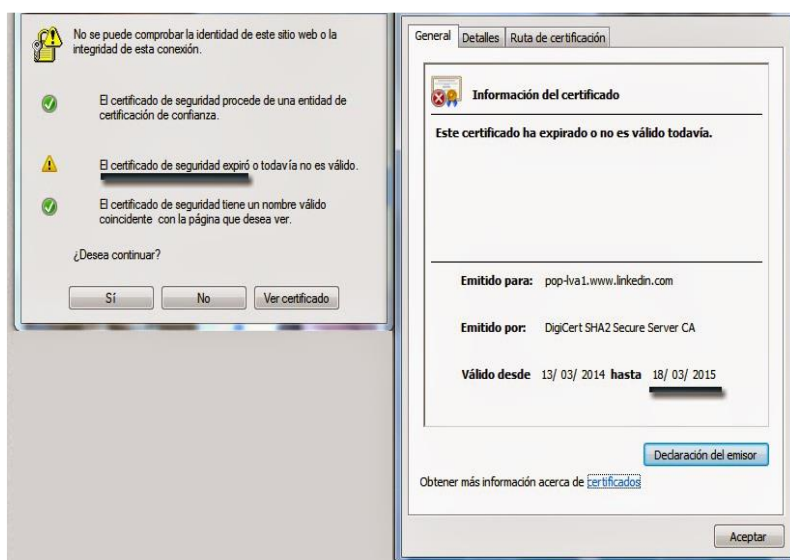 No se puede comprobar la identidad de este sitio web o la
integridad de esta conexión.
El certificado de seguridad procede de una entidad de
certificación de confianza.
El certificado de seguridad expiró o todavía no es válido.
El certificado de seguridad tiene un nombre válido
coincidente con la página que desea ver.
¿Desea continuar?
Sí No Ver certificado
General Detalles Ruta de certificación
Información del certificado
Este certificado ha expirado o no es válido todavía.
Emitido para: pop-lva1.www.linkedin.com
Emitido por: DigiCert SHA2 Secure Server CA
Válido desde 13/ 03/ 2014 hasta 18/ 03/ 2015
Declaración del emisor
Obtener más información acerca de certificados
Aceptar